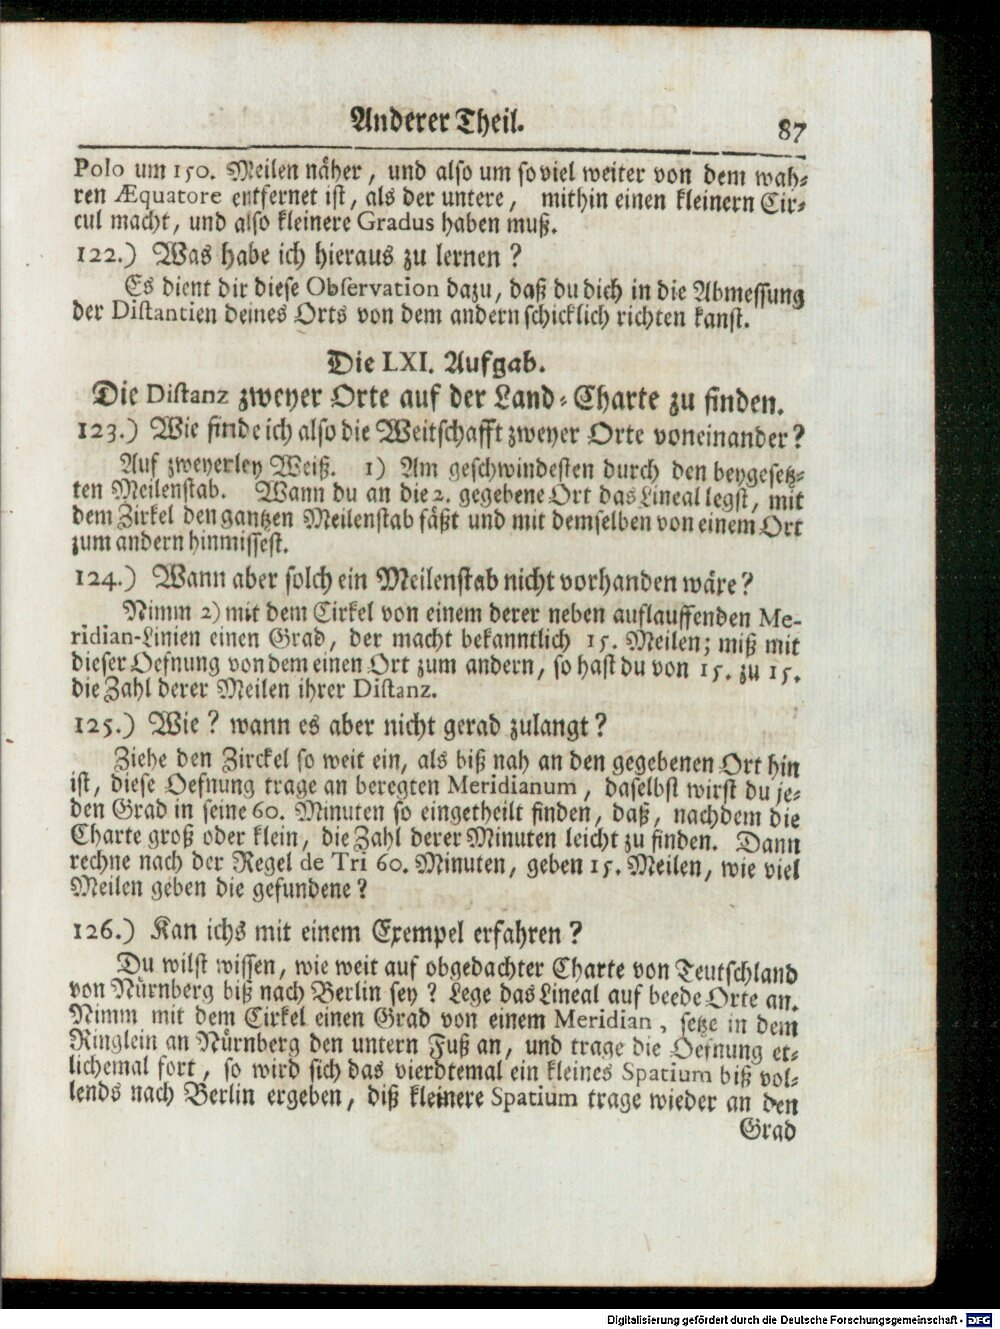 Anderer Theil. 87
Polo um 150. Meilen näher, und also um so viel weiter von dem wah-
ren Æquatore entfernet ist, als der untere, mithin einen kleinern Cir-
cul macht, und also kleinere Gradus haben muß.
122.) Was habe ich hieraus zu lernen?
Es dient dir diese Observation dazu, daß du dich in die Abmessung
der Distantien deines Orts von dem andern schicklich richten kanst.
Die LXI. Aufgab.
Die Distanz zweyer Orte auf der Land-Charte zu finden.
123.) Wie finde ich also die Weitschafft zweyer Orte voneinander?
Auf zweyerley Weiß. 1) Am geschwindesten durch den beygesetz-
ten Meilenstab. Wann du an die 2. gegebene Ort das Lineal legst, mit
dem Zirkel den gantzen Meilenstab fäßt und mit demselben von einem Ort
zum andern hinmissest.
124.) Wann aber solch ein Meilenstab nicht vorhanden wäre?
Nimm 2) mit dem Cirkel von einem derer neben auflauffenden Me-
ridian-Linien einen Grad, der macht bekanntlich 15. Meilen; miß mit
dieser Oefnung von dem einen Ort zum andern, so hast du von 15. zu 15.
die Zahl derer Meilen ihrer Distanz.
125.) Wie? wann es aber nicht gerad zulangt?
Ziehe den Zirckel so weit ein, als biß nah an den gegebenen Ort hin
ist, diese Oefnung trage an beregten Meridianum, daselbst wirst du je-
den Grad in seine 60. Minuten so eingetheilt finden, daß, nachdem die
Charte groß oder klein, die Zahl derer Minuten leicht zu finden. Dann
rechne nach der Regel de Tri 60. Minuten, geben 15. Meilen, wie viel
Meilen geben die gefundene?
126.) Kan ichs mit einem Exempel erfahren?
Du wilst wissen, wie weit auf obgedachter Charte von Teutschland
von Nürnberg biß nach Berlin sey? Lege das Lineal auf beede Orte an.
Nimm mit dem Cirkel einen Grad von einem Meridian, setze in dem
Ringlein an Nürnberg den untern Fuß an, und trage die Oefnung et-
lichemal fort, so wird sich das vierdtemal ein kleines Spatium biß vol-
lends nach Berlin ergeben, diß kleinere Spatium trage wieder an den
Grad
Digitalisierung gefördert durch die Deutsche Forschungsgemeinschaft - DFG